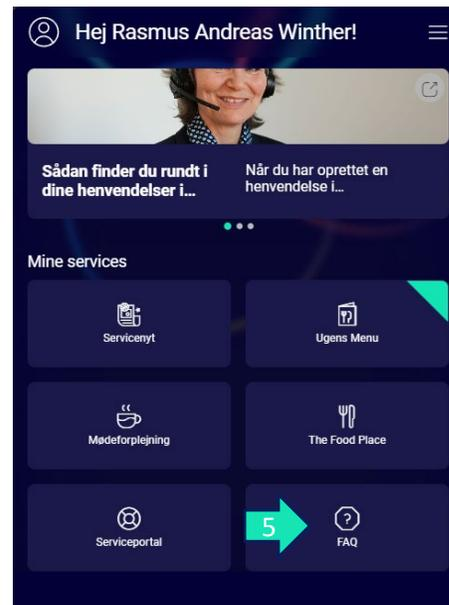 Hej Rasmus Andreas Winther!
Sådan finder du rundt i
dine henvendelser i...
Når du har oprettet en
henvendelse i...
Mine services
Servicenyt
Ugens Menu
Mødeforplejning
The Food Place
Serviceportal
5
?
FAQ